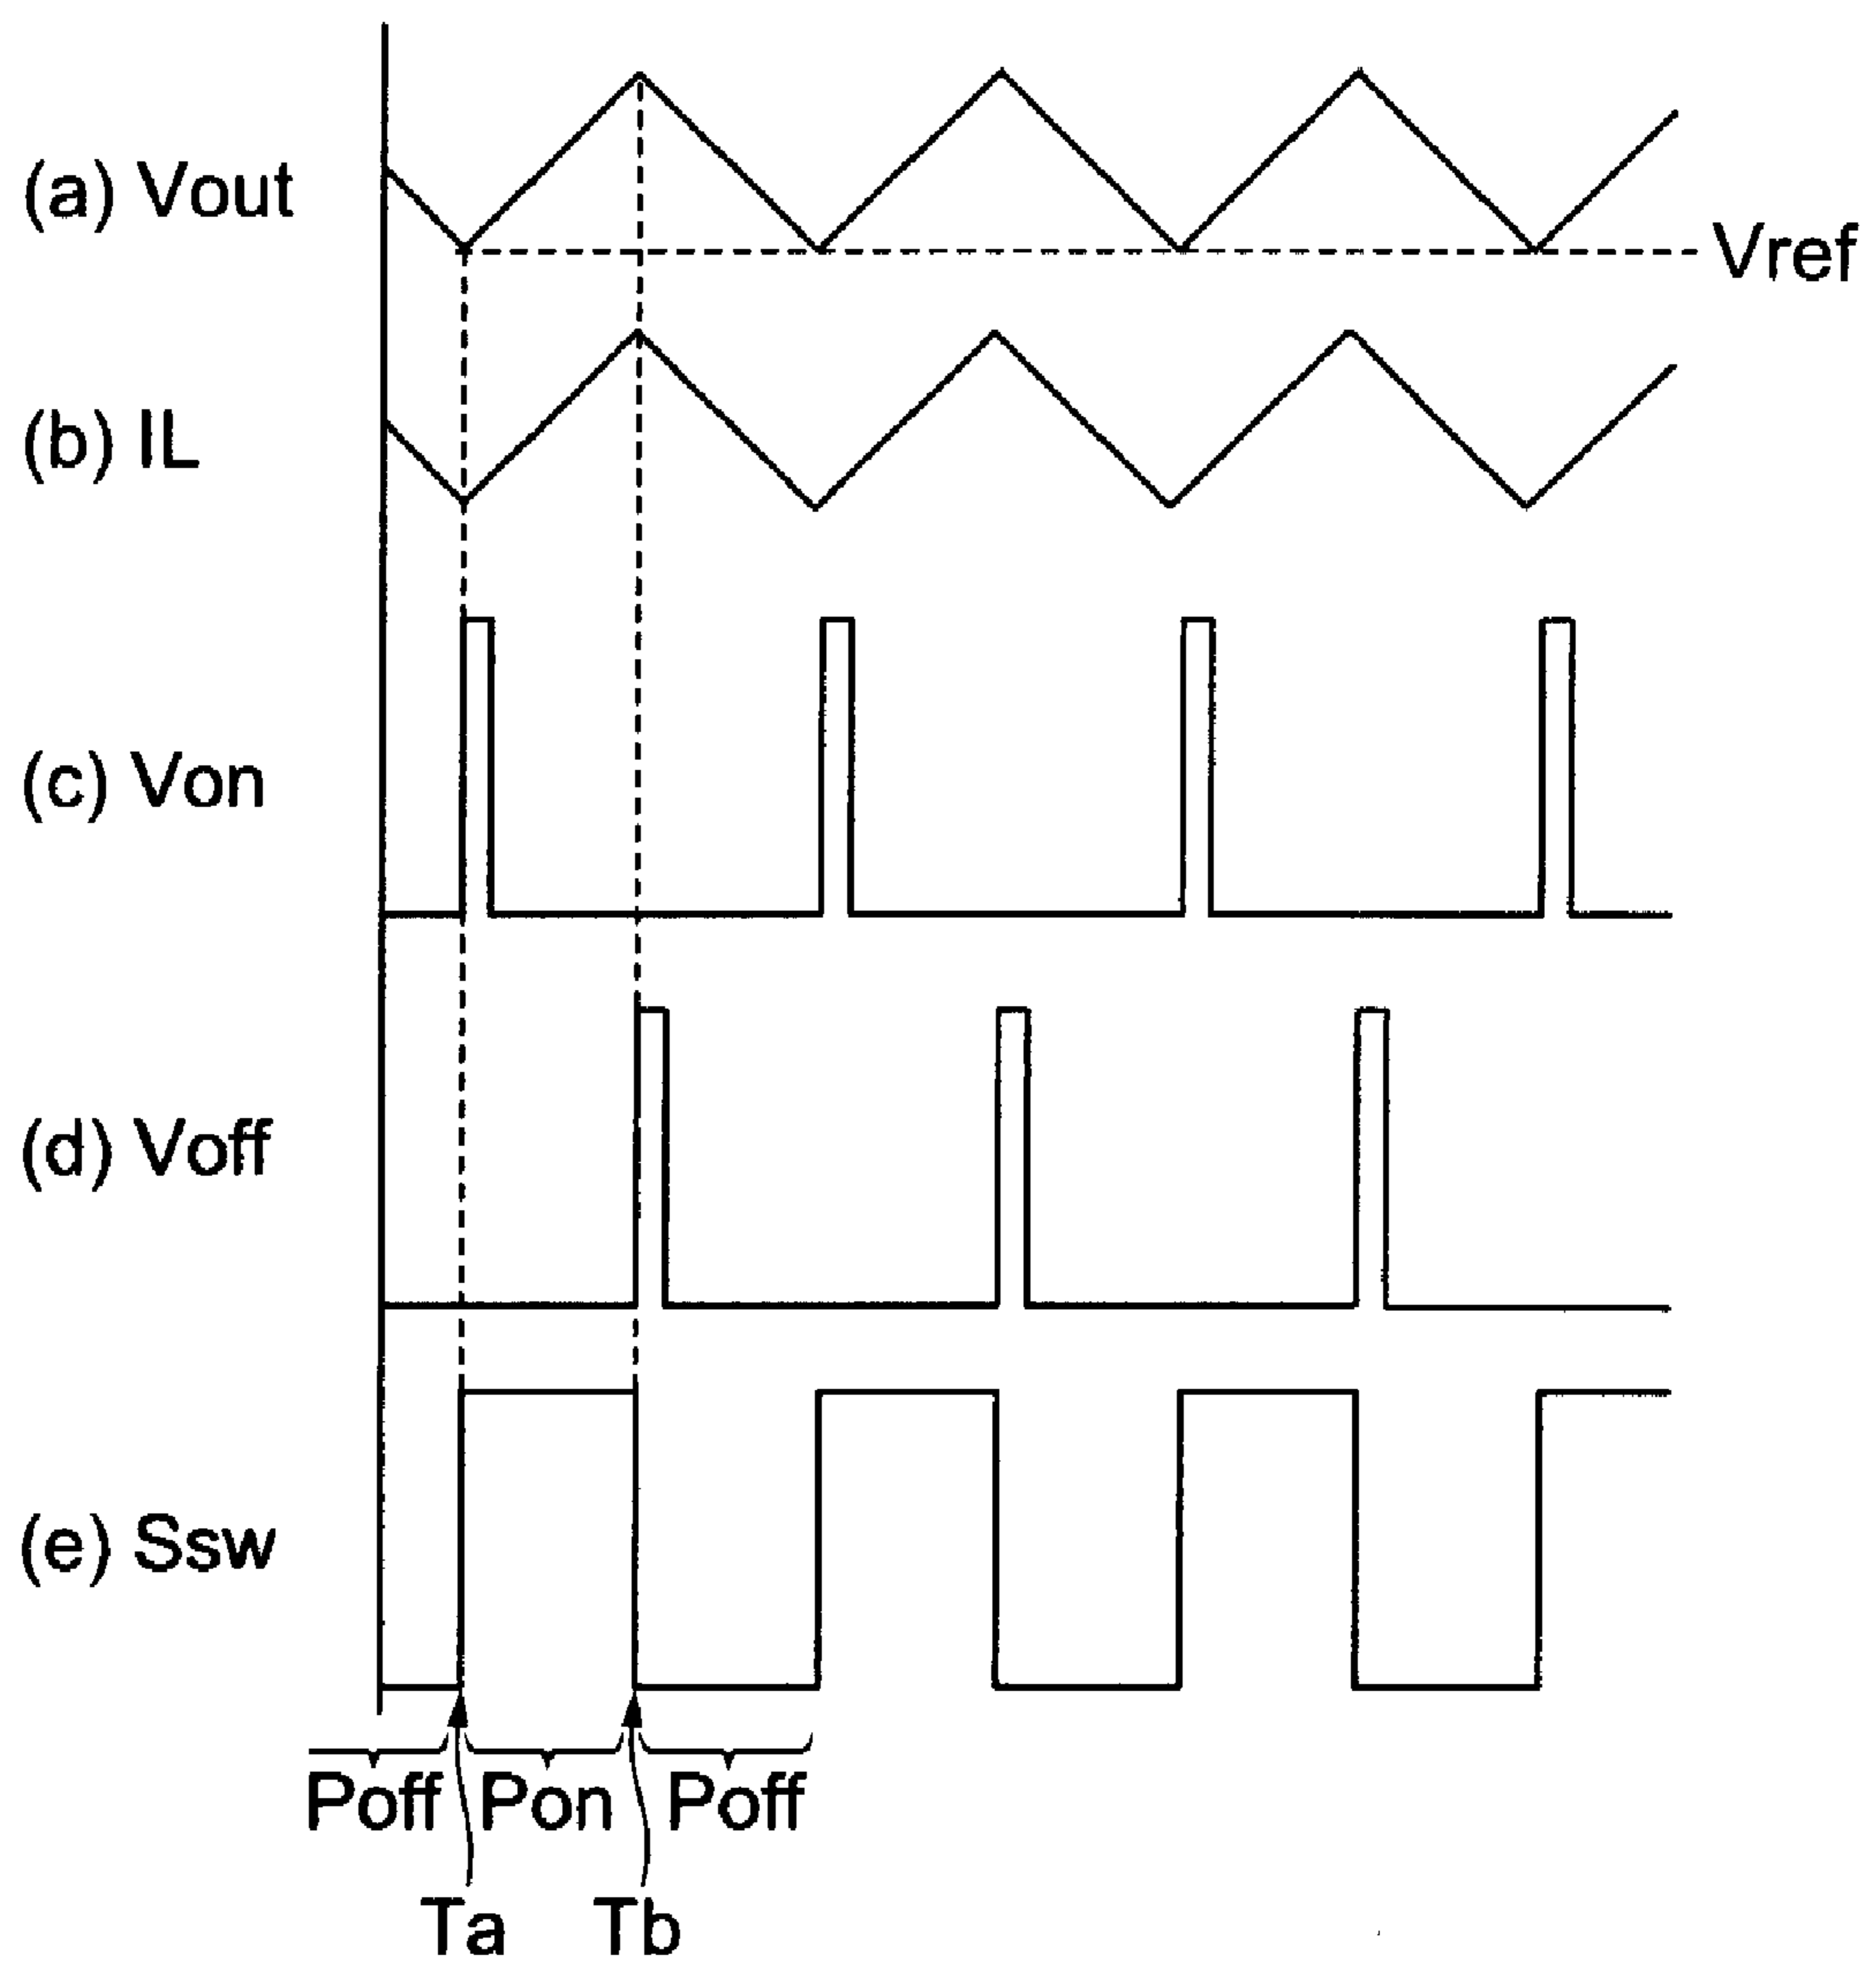 (a) Vout
Vref
(b) IL
(c) Von
(d) Voff
(e) Ssw
Poff Pon Poff
Ta Tb